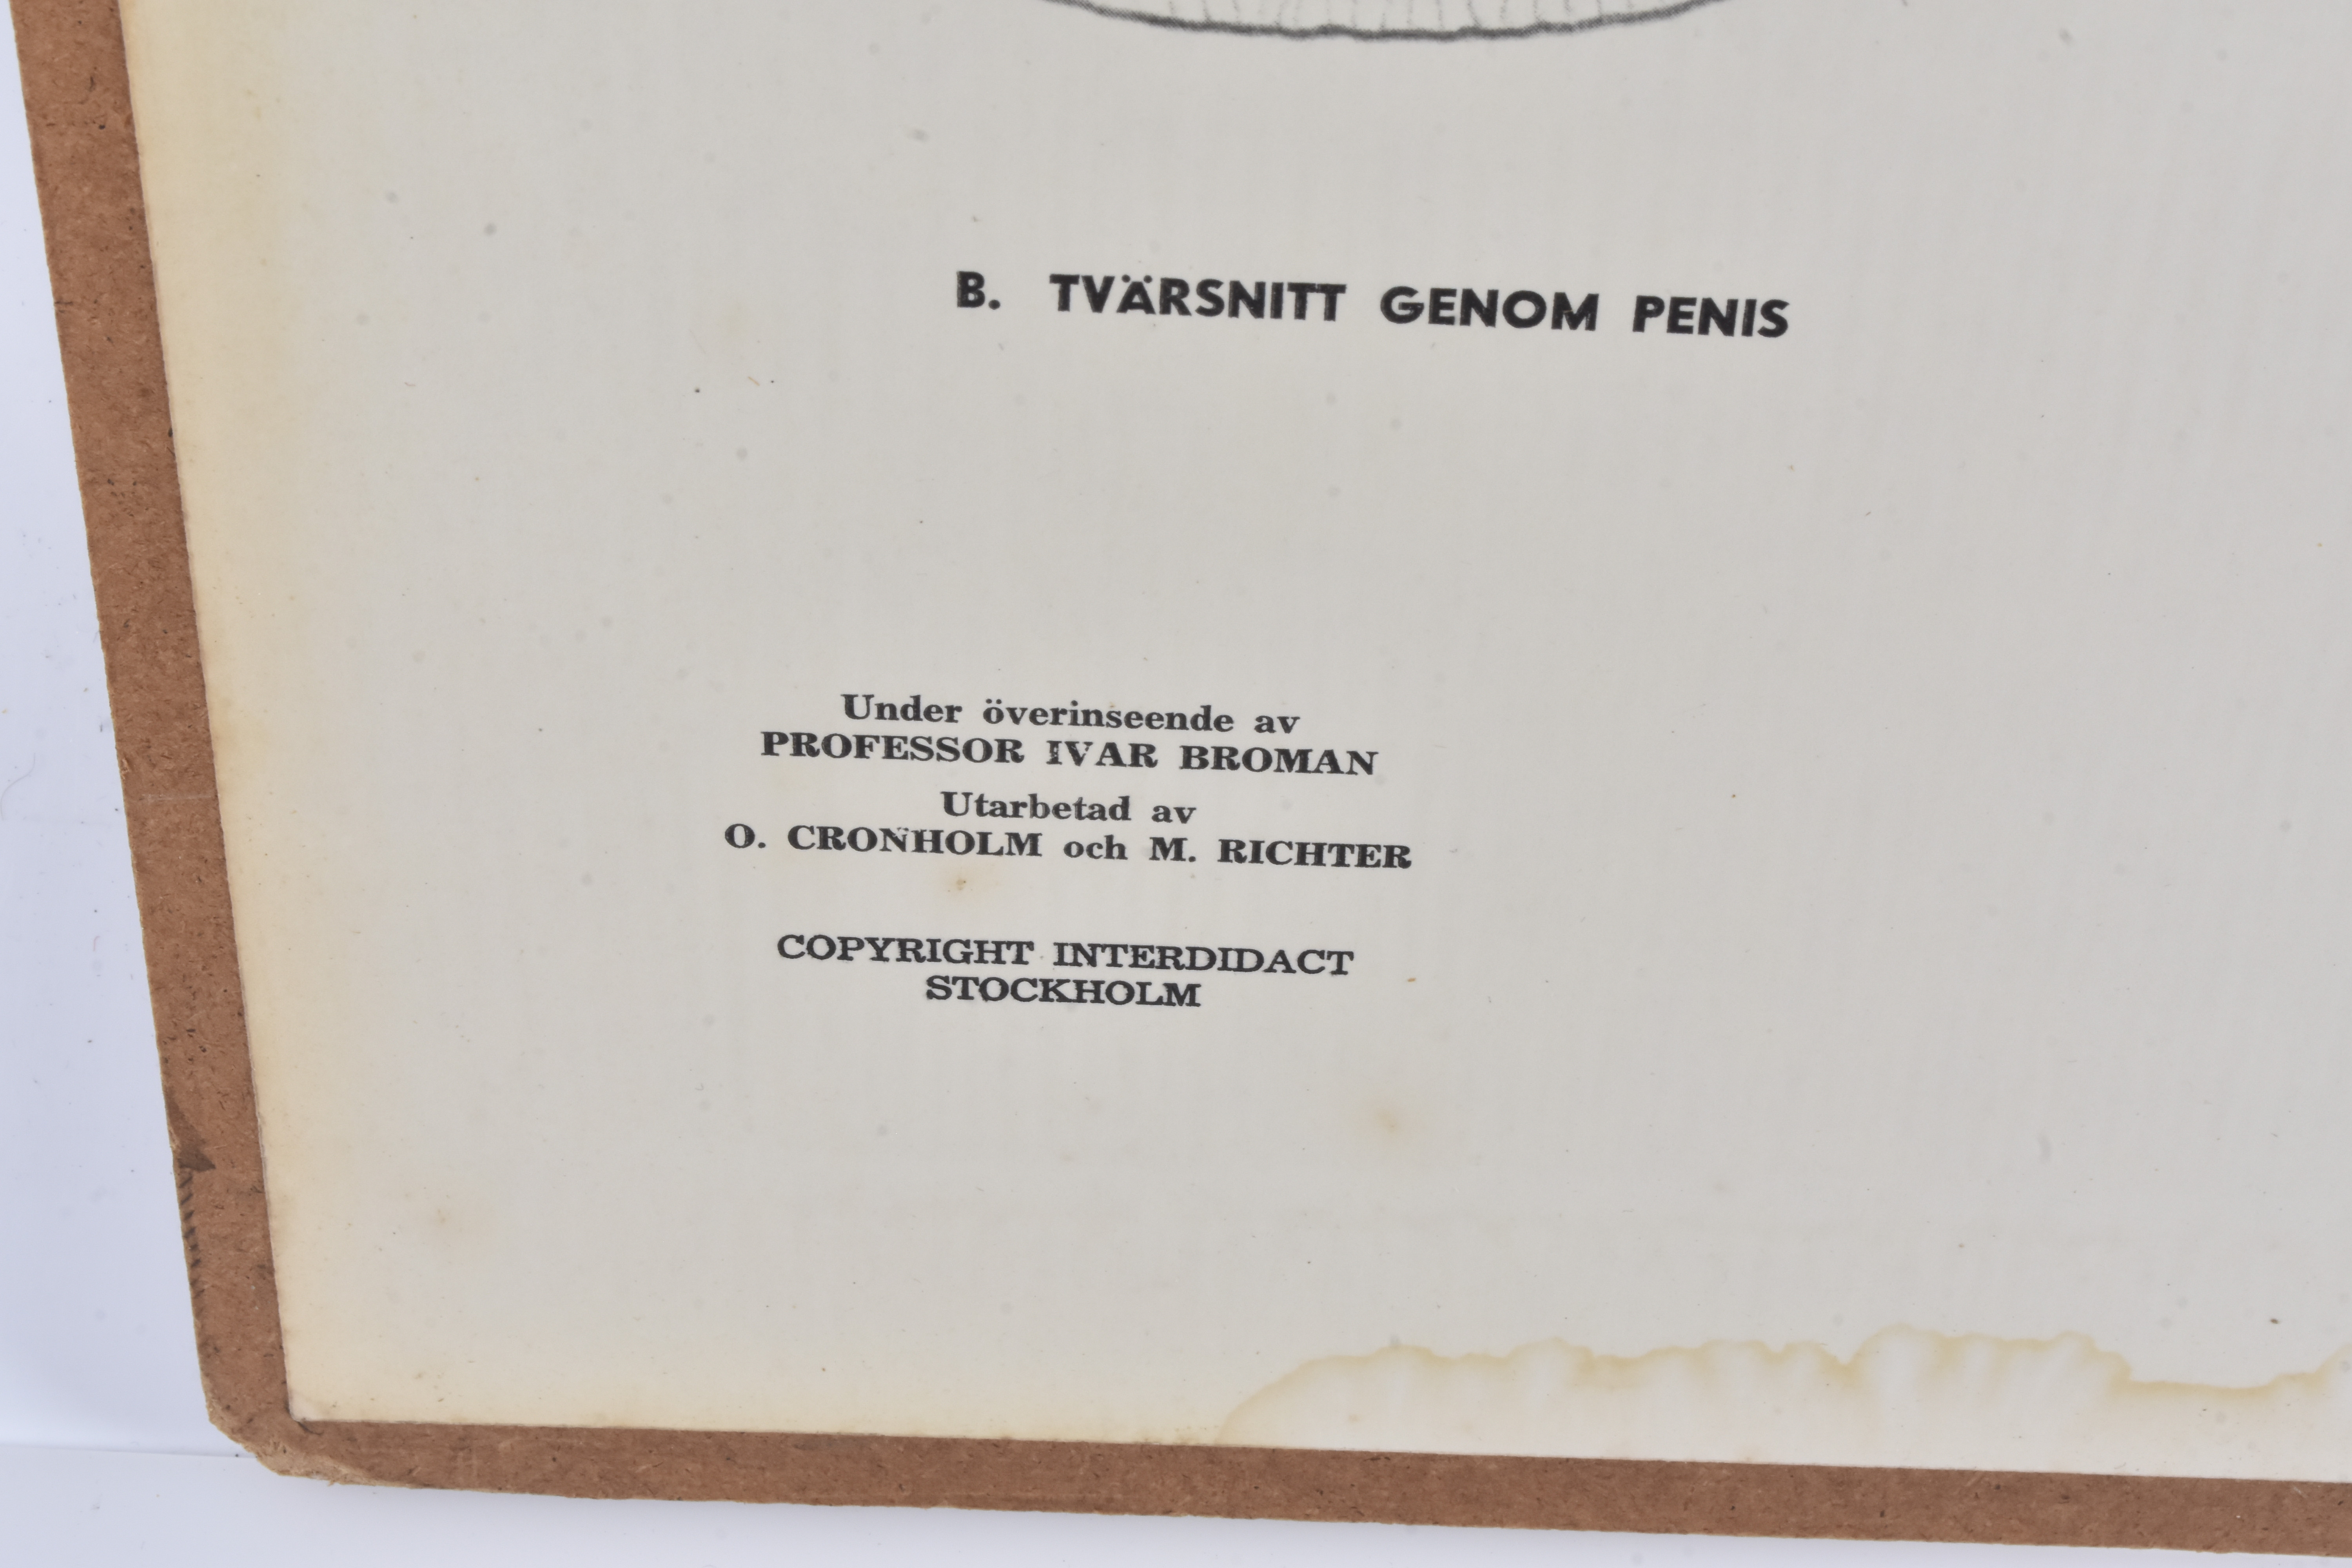 B. TVÄRSNITT GENOM PENIS
Under överinseende av
PROFESSOR IVAR BROMAN
Utarbetad av
O. CRONHOLM och M. RICHTER
COPYRIGHT INTERDIDACT
STOCKHOLM